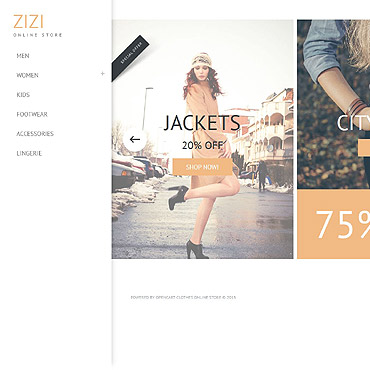 ZIZI
ONLINE STORE
MEN
WOMEN +
KIDS
FOOTWEAR
ACCESSORIES
LINGERIE
SPECIAL OFFER
JACKETS
20% OFF
SHOP NOW!
CITY
75%
POWERED BY OPENCART CLOTHES ONLINE STORE © 2015